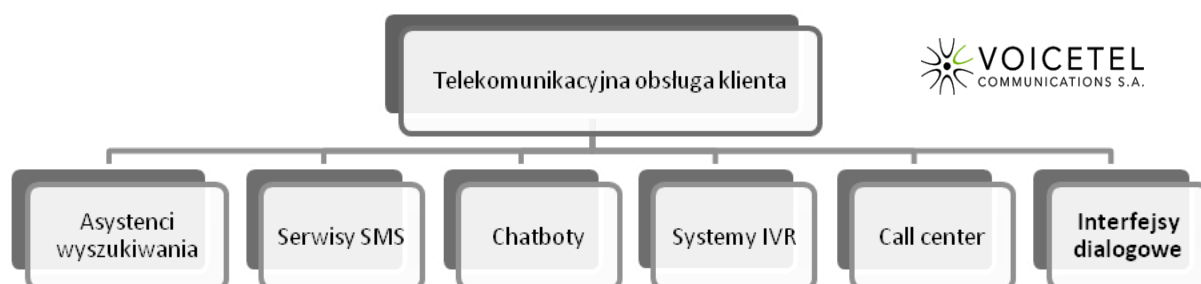 Telekomunikacyjna obsługa klienta
VOICETEL
COMMUNICATIONS S.A.
Asystenci
wyszukiwania
Serwisy SMS
Chatboty
Systemy IVR
Call center
Interfejsy
dialogowe